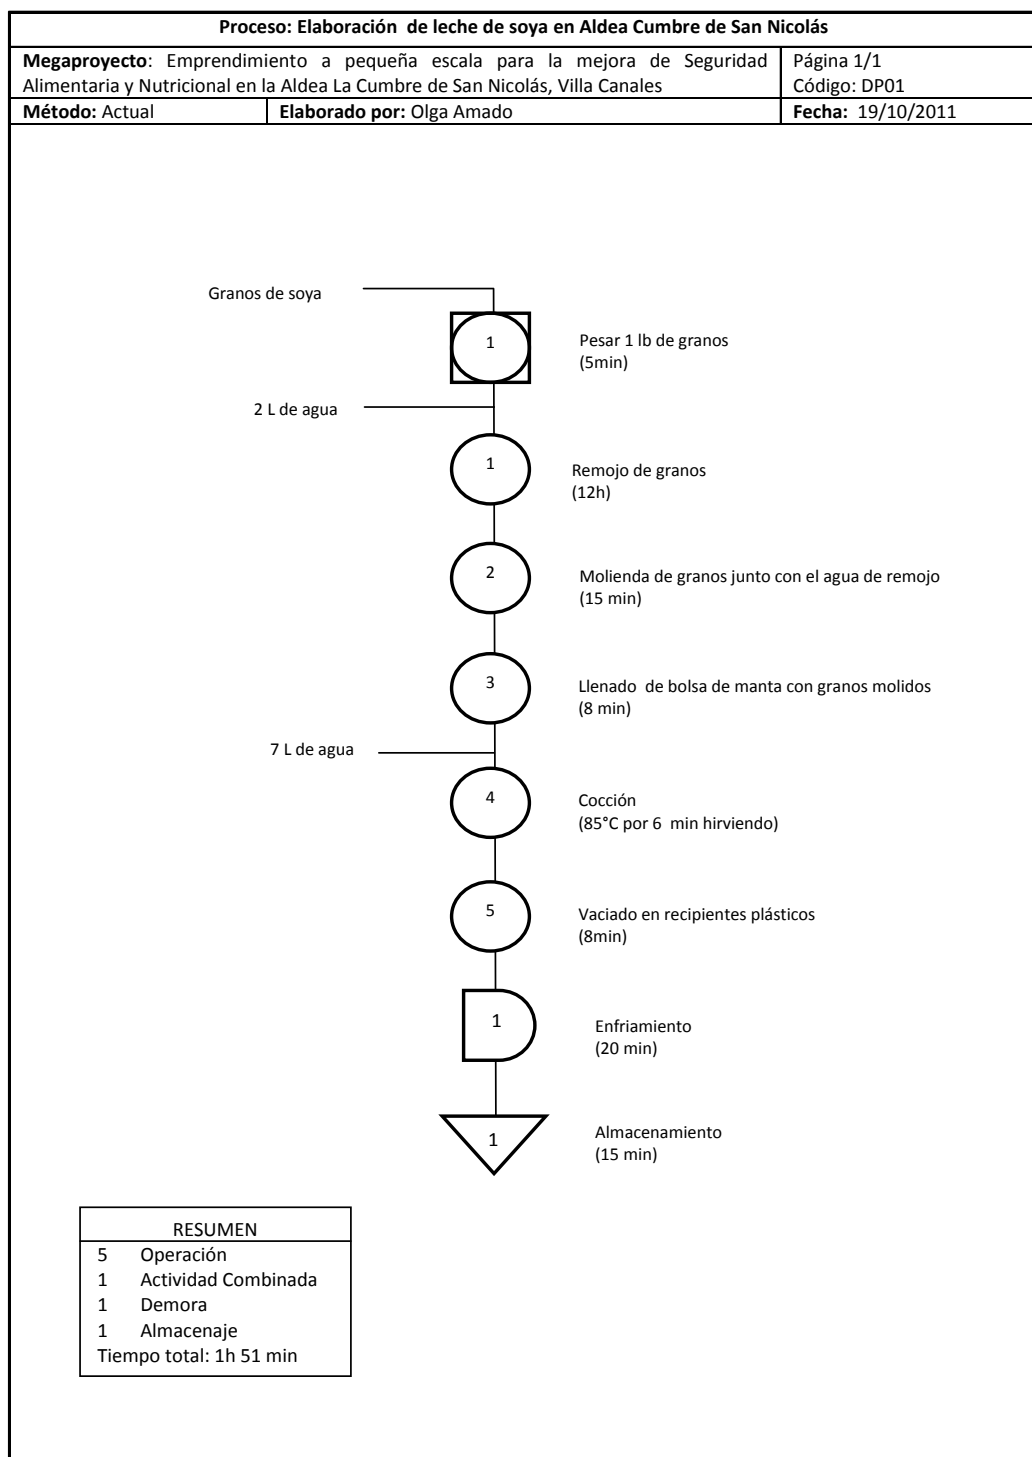 Proceso: Elaboración  de leche de soya en Aldea Cumbre de San Nicolás
Megaproyecto: Emprendimiento a pequeña escala para la mejora de Seguridad
Alimentaria y Nutricional en la Aldea La Cumbre de San Nicolás, Villa Canales
Página 1/1
Código: DP01
Método: Actual
Elaborado por: Olga Amado
Fecha:  19/10/2011
Granos de soya
1
Pesar 1 lb de granos
(5min)
2 L de agua
1
Remojo de granos
(12h)
2
Molienda de granos junto con el agua de remojo
(15 min)
3
Llenado  de bolsa de manta con granos molidos
(8 min)
7 L de agua
4
Cocción
(85°C por 6  min hirviendo)
5
Vaciado en recipientes plásticos
(8min)
1
Enfriamiento
(20 min)
1
Almacenamiento
(15 min)
RESUMEN
5 Operación
1 Actividad Combinada
1 Demora
1 Almacenaje
Tiempo total: 1h 51 min